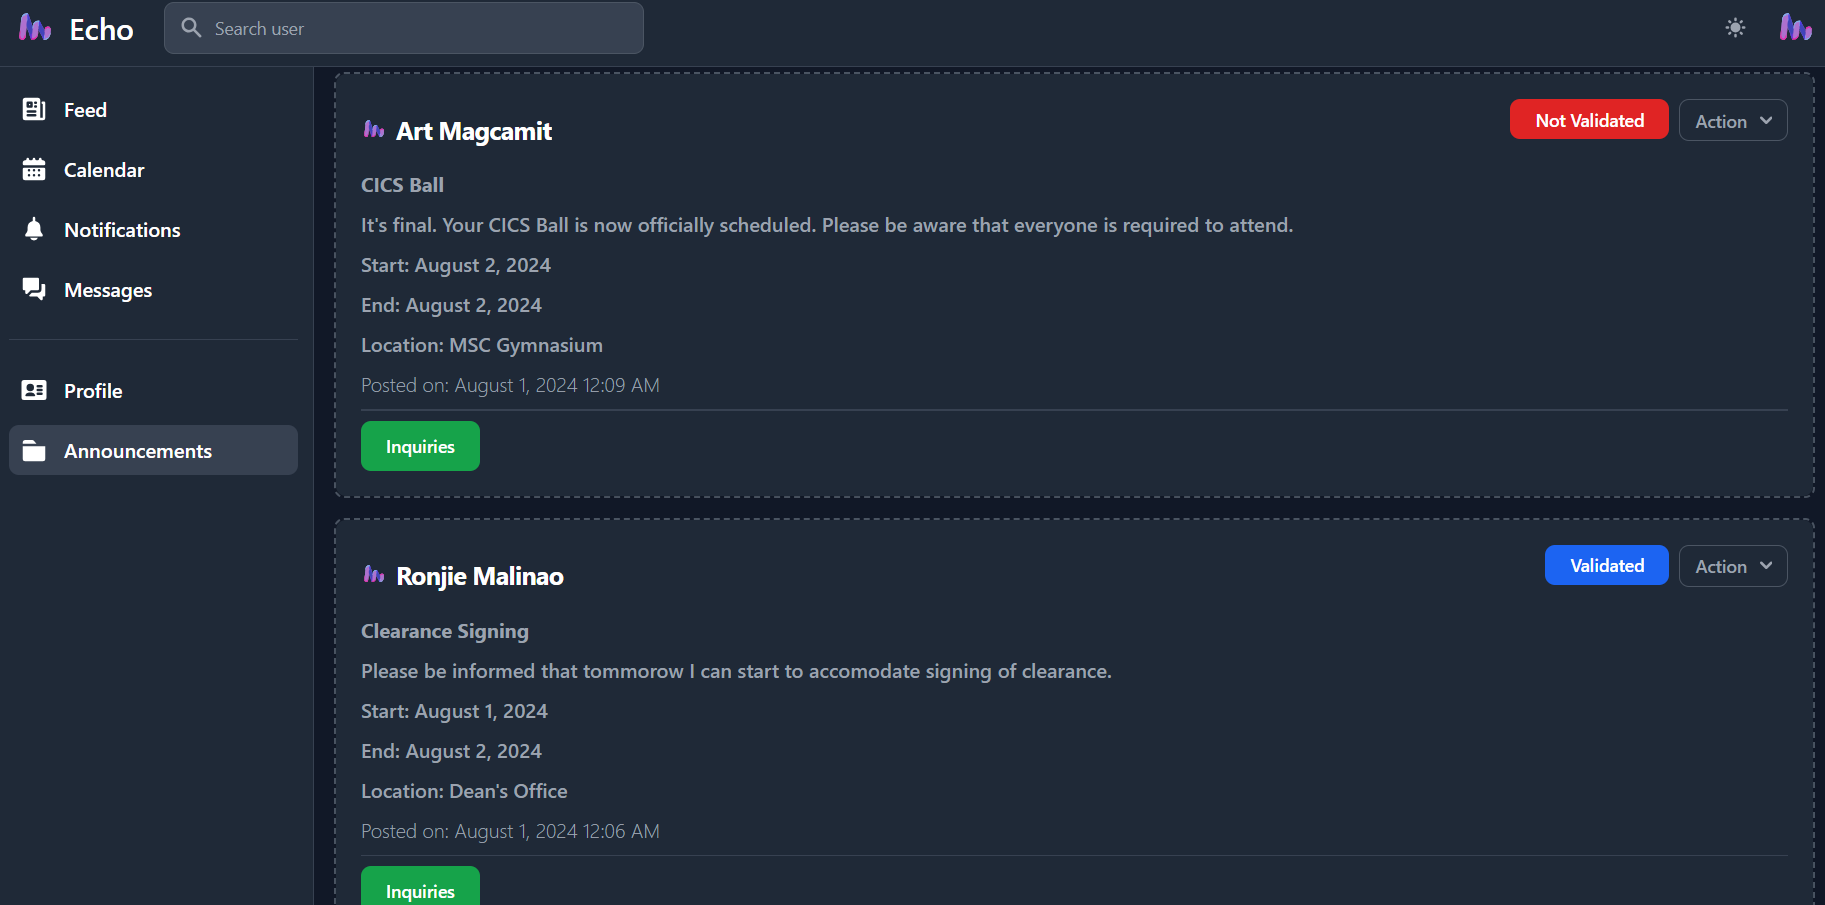 Echo
Search user
Feed
Calendar
Notifications
Messages
Profile
Announcements
Art Magcamit
Not Validated
Action
CICS Ball
It's final. Your CICS Ball is now officially scheduled. Please be aware that everyone is required to attend.
Start: August 2, 2024
End: August 2, 2024
Location: MSC Gymnasium
Posted on: August 1, 2024 12:09 AM
Inquiries
Ronjie Malinao
Validated
Action
Clearance Signing
Please be informed that tommorow I can start to accomodate signing of clearance.
Start: August 1, 2024
End: August 2, 2024
Location: Dean's Office
Posted on: August 1, 2024 12:06 AM
Inquiries